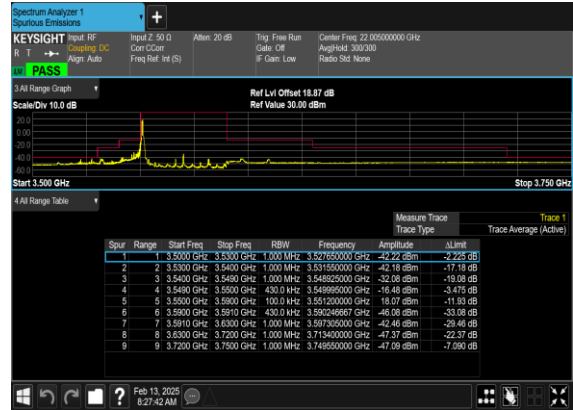 Spectrum Analyzer 1
Spurious Emissions
KEYSIGHT Input: RF Input Z: 50 Ω Atten: 20 dB Trig: Free Run Center Freq: 22.005000000 GHz
R T Coupling: DC Corr CCorr Gate: Off Avg|Hold: 300/300
Align: Auto Freq Ref: Int (S) IF Gain: Low Radio Std: None
PASS
3 All Range Graph
Ref Lvl Offset 18.87 dB
Scale/Div 10.0 dB Ref Value 30.00 dBm
20.0
0.00
-20.0
-40.0
-60.0
Start 3.500 GHz Stop 3.750 GHz
4 All Range Table
Measure Trace Trace 1
Trace Type Trace Average (Active)
Spur Range Start Freq Stop Freq RBW Frequency Amplitude ΔLimit
1 1 3.5000 GHz 3.5300 GHz 1.000 MHz 3.527650000 GHz -42.22 dBm -2.225 dB
2 2 3.5300 GHz 3.5400 GHz 1.000 MHz 3.531550000 GHz -42.18 dBm -17.18 dB
3 3 3.5400 GHz 3.5490 GHz 1.000 MHz 3.548925000 GHz -32.08 dBm -19.08 dB
4 4 3.5490 GHz 3.5500 GHz 430.0 kHz 3.549995000 GHz -16.48 dBm -3.475 dB
5 5 3.5500 GHz 3.5900 GHz 100.0 kHz 3.551200000 GHz 18.07 dBm -11.93 dB
6 6 3.5900 GHz 3.5910 GHz 430.0 kHz 3.590246667 GHz -46.08 dBm -33.08 dB
7 7 3.5910 GHz 3.6300 GHz 1.000 MHz 3.597305000 GHz -42.46 dBm -29.46 dB
8 8 3.6300 GHz 3.7200 GHz 1.000 MHz 3.713400000 GHz -47.37 dBm -22.37 dB
9 9 3.7200 GHz 3.7500 GHz 1.000 MHz 3.749550000 GHz -47.09 dBm -7.090 dB
Feb 13, 2025
8:27:42 AM